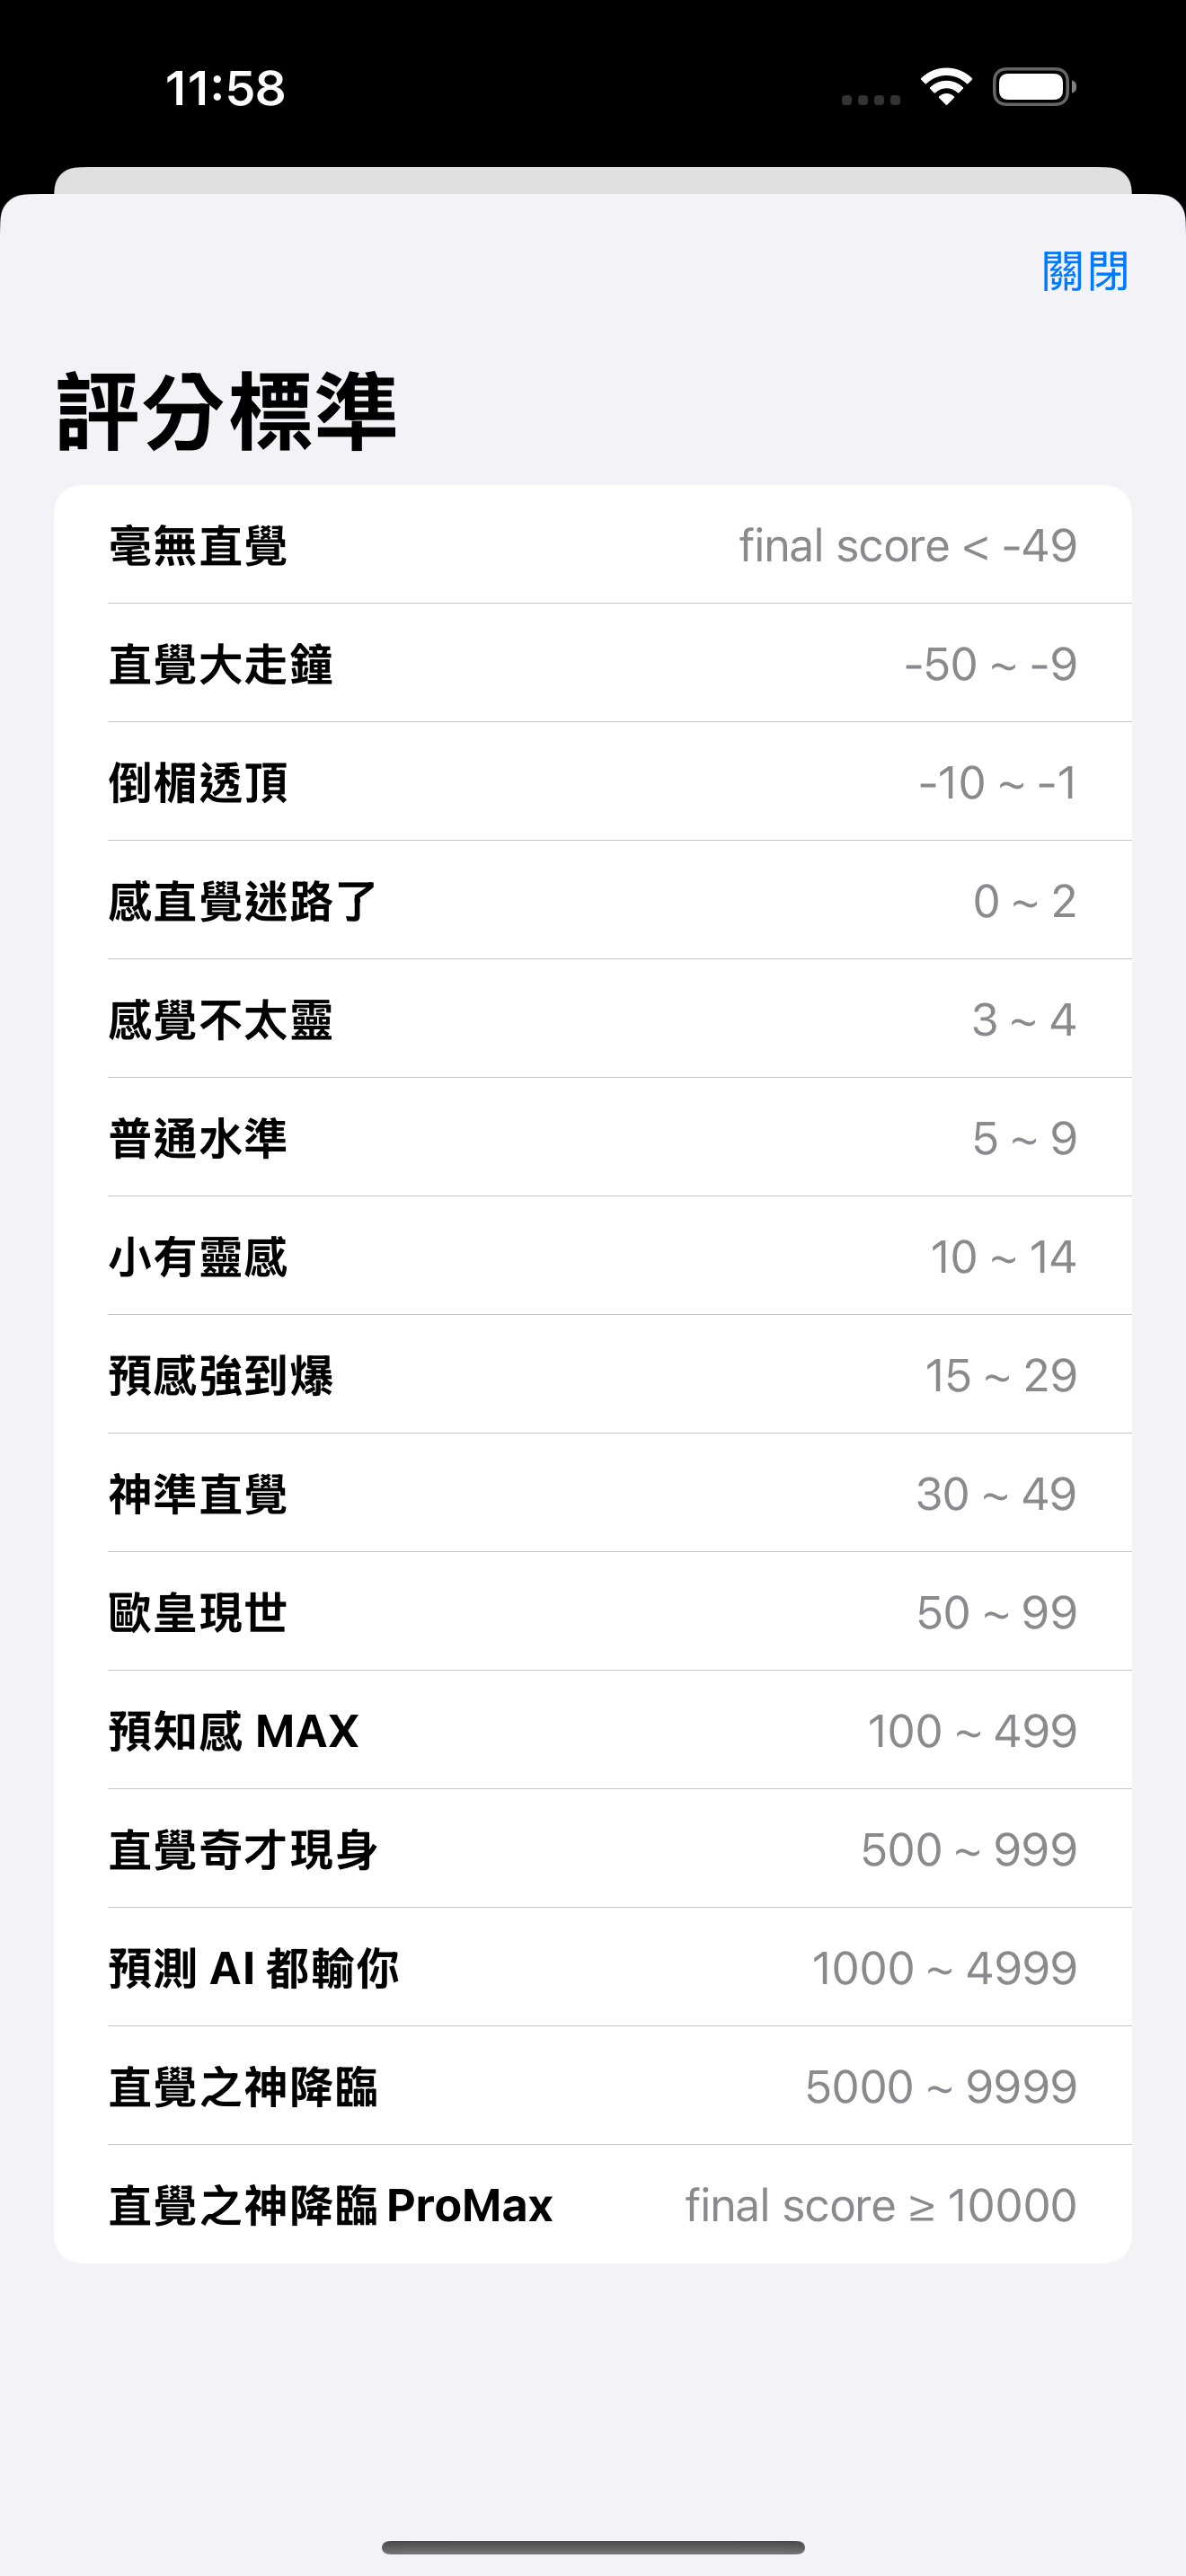 11:58
關閉
評分標準
毫無直覺 final score < -49
直覺大走鐘 -50 ~ -9
倒楣透頂 -10 ~ -1
感直覺迷路了 0 ~ 2
感覺不太靈 3 ~ 4
普通水準 5 ~ 9
小有靈感 10 ~ 14
預感強到爆 15 ~ 29
神準直覺 30 ~ 49
歐皇現世 50 ~ 99
預知感 MAX 100 ~ 499
直覺奇才現身 500 ~ 999
預測 AI 都輸你 1000 ~ 4999
直覺之神降臨 5000 ~ 9999
直覺之神降臨 ProMax final score ≥ 10000